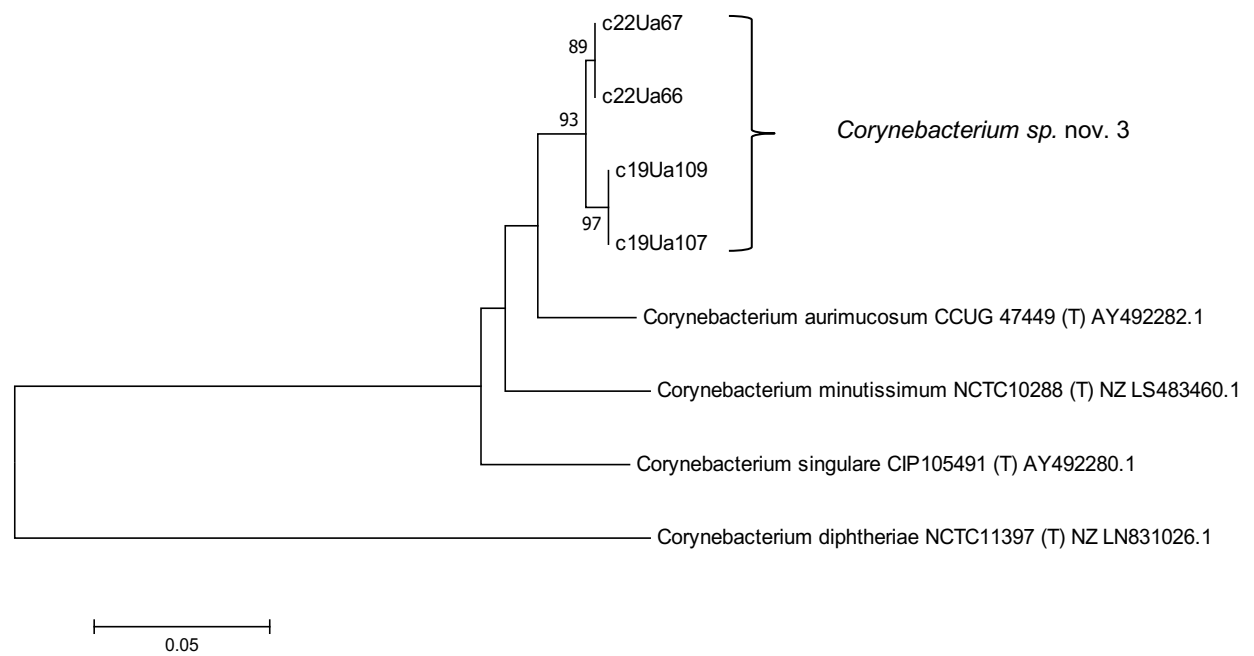 c22Ua67
89
c22Ua66
93
Corynebacterium sp. nov. 3
c19Ua109
97
c19Ua107
Corynebacterium aurimucosum CCUG 47449 (T) AY492282.1
Corynebacterium minutissimum NCTC10288 (T) NZ LS483460.1
Corynebacterium singulare CIP105491 (T) AY492280.1
Corynebacterium diphtheriae NCTC11397 (T) NZ LN831026.1
0.05